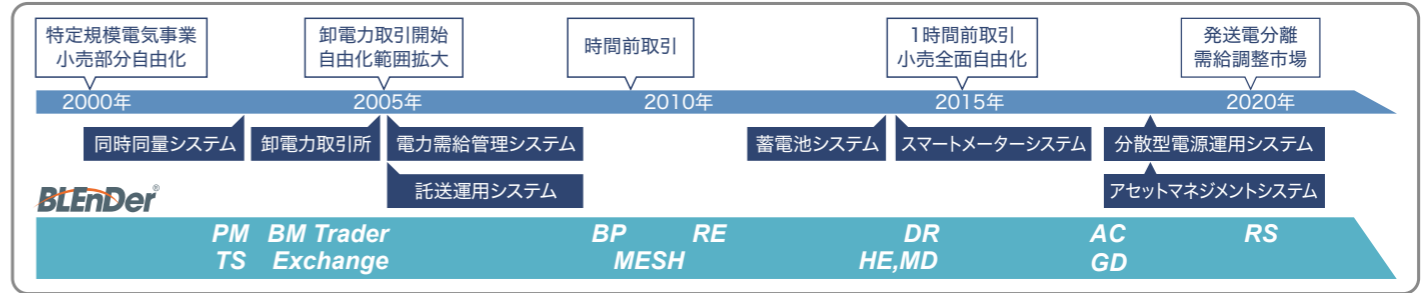 特定規模電気事業
小売部分自由化
卸電力取引開始
自由化範囲拡大
時間前取引
1時間前取引
小売全面自由化
発送電分離
需給調整市場
2000年
2005年
2010年
2015年
2020年
同時同量システム
卸電力取引所
電力需給管理システム
蓄電池システム
スマートメーターシステム
分散型電源運用システム
託送運用システム
アセットマネジメントシステム
BLEnDer®
PM BM Trader BP RE DR AC RS
TS Exchange MESH HE,MD GD